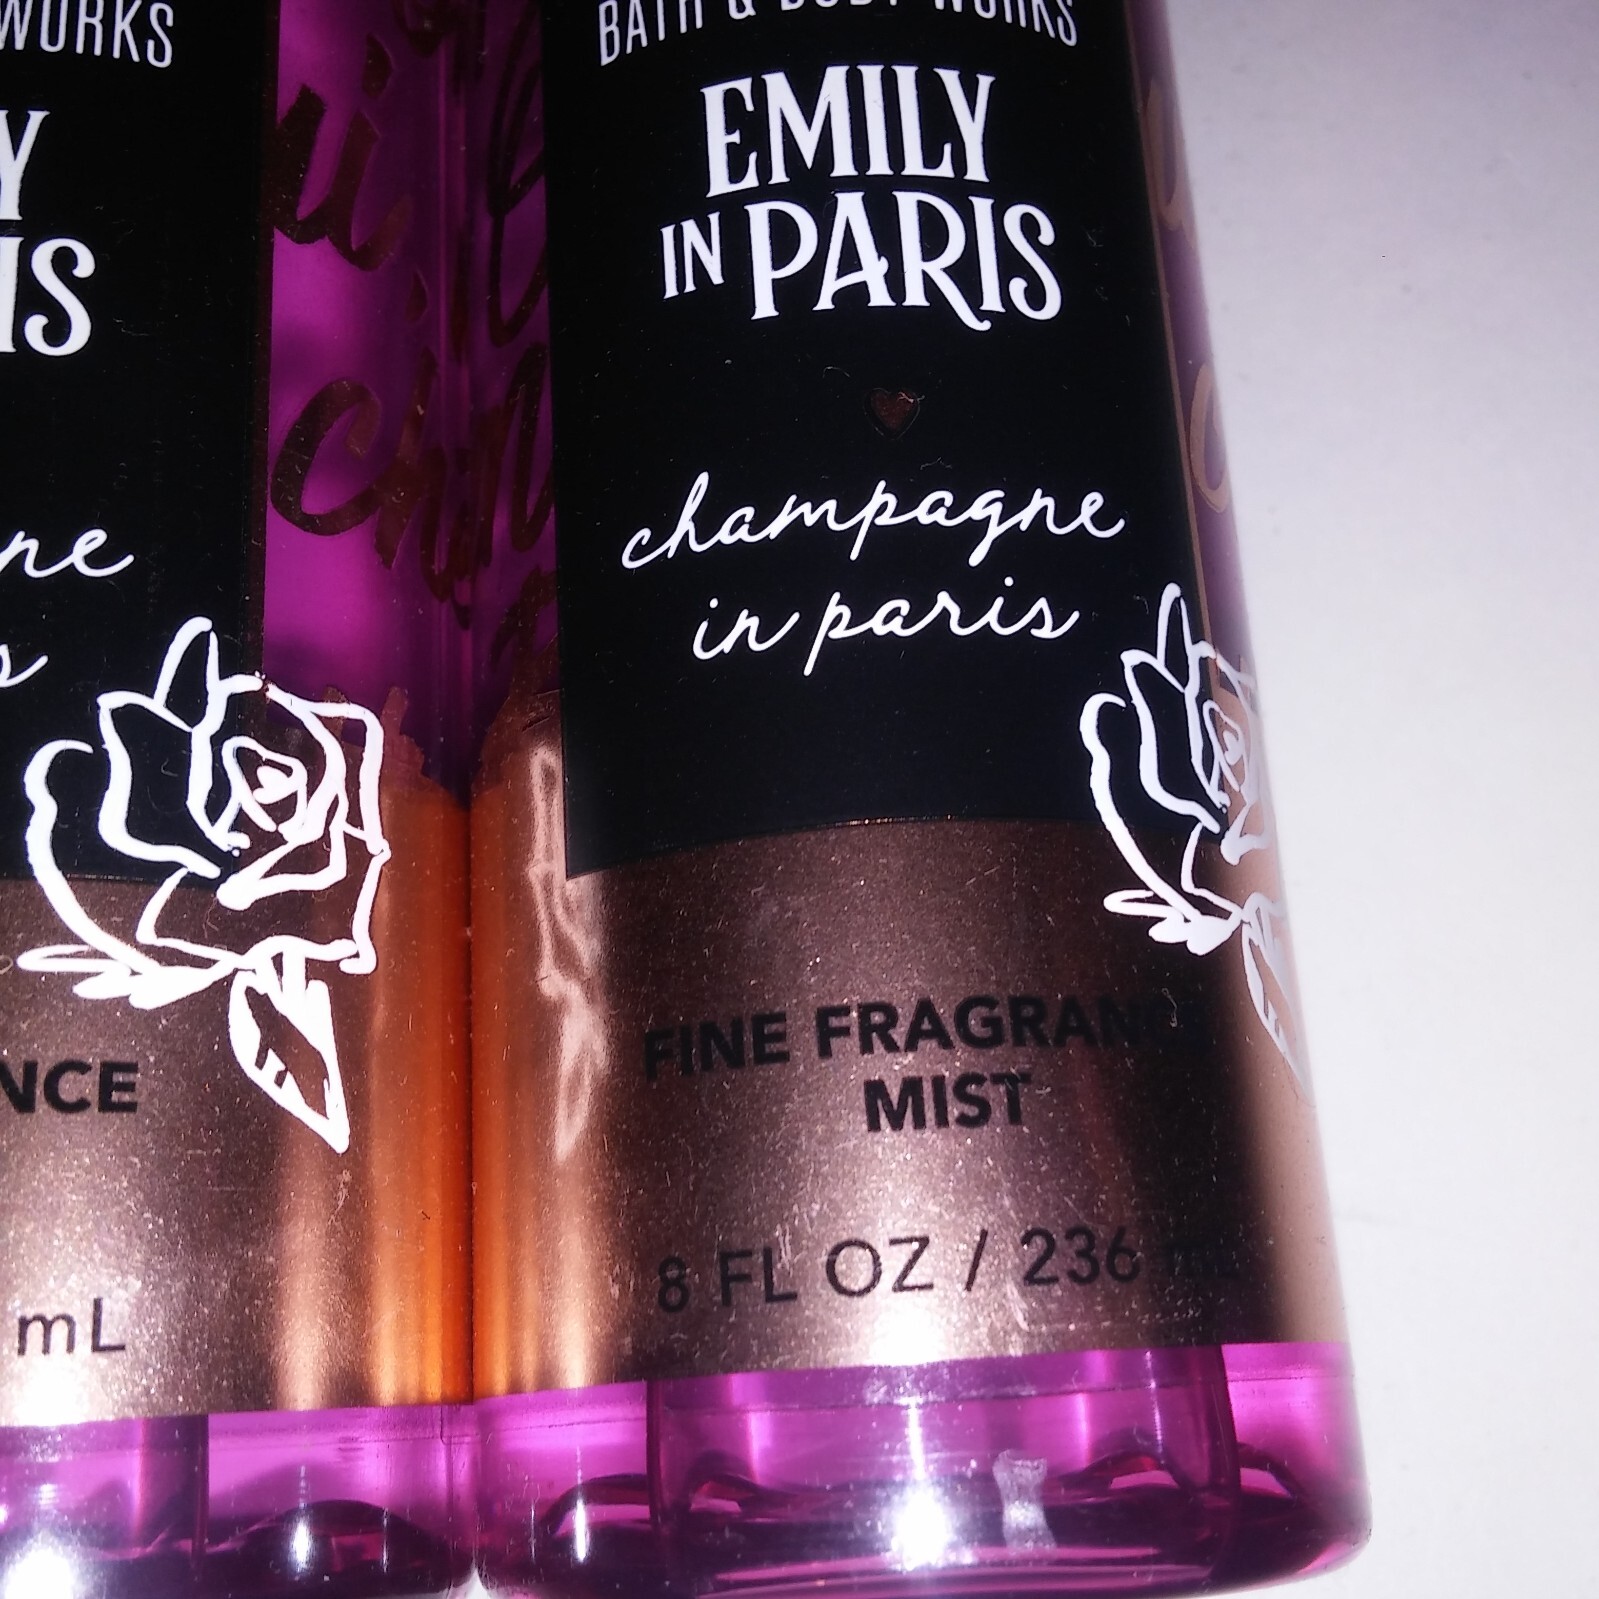 WORKS
Y
IS
ne
s
NCE
mL
BATH & BODY WORKS
EMILY
IN PARIS
champagne
in paris
FINE FRAGRANCE
MIST
8 FL OZ / 236 mL